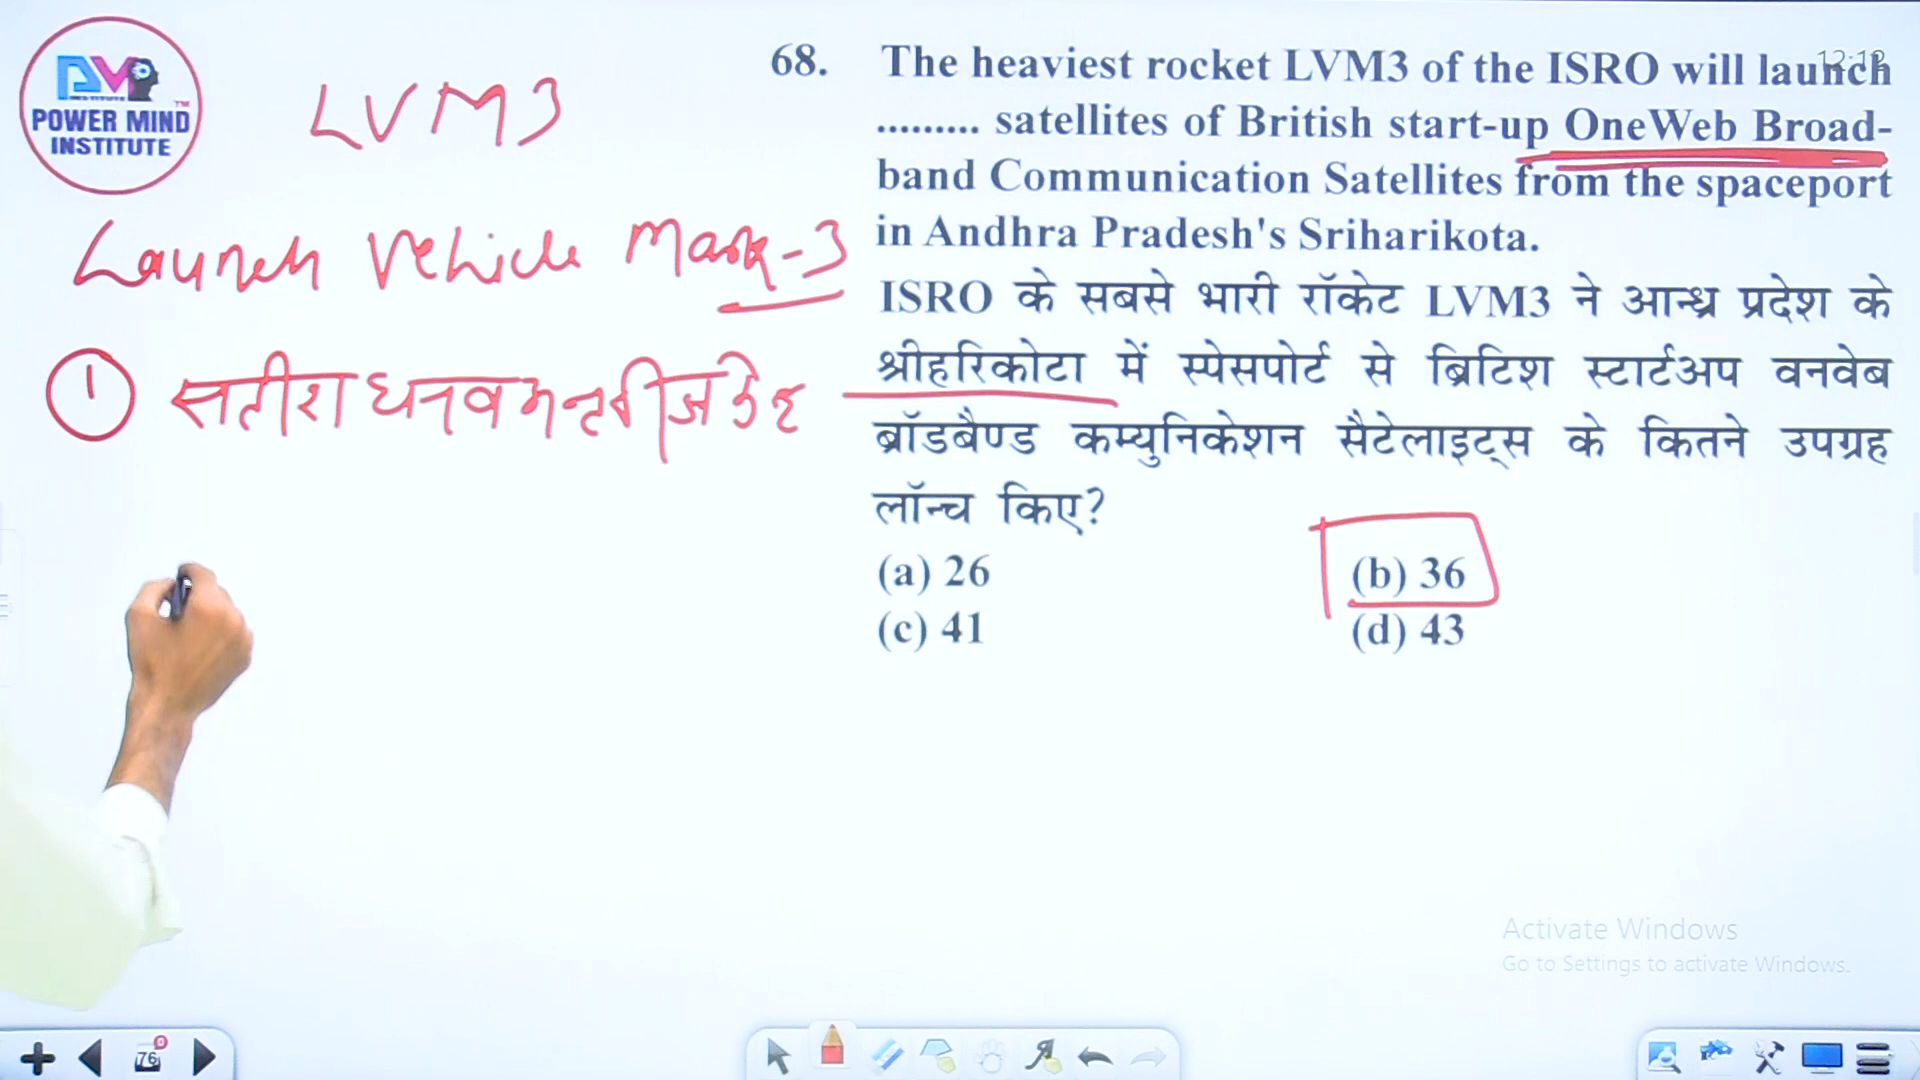 POWER MIND
INSTITUTE
LVM3
Launch Vehicle Mark-3
1
68. The heaviest rocket LVM3 of the ISRO will launch
......... satellites of British start-up OneWeb Broad-
band Communication Satellites from the spaceport
in Andhra Pradesh's Sriharikota.
ISRO के सबसे भारी रॉकेट LVM3 ने आन्ध्र प्रदेश के
श्रीहरिकोटा में स्पेसपोर्ट से ब्रिटिश स्टार्टअप वनवेब
ब्रॉडबैण्ड कम्युनिकेशन सैटेलाइट्स के कितने उपग्रह
लॉन्च किए?
(a) 26 (b) 36
(c) 41 (d) 43
Activate Windows
Go to Settings to activate Windows.
76